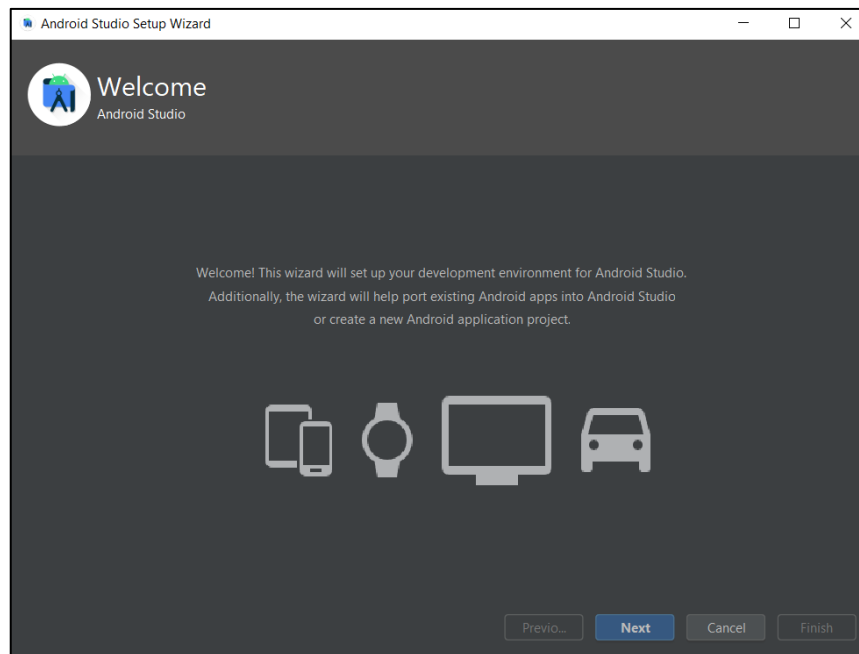 Android Studio Setup Wizard
Welcome
Android Studio
Welcome! This wizard will set up your development environment for Android Studio.
Additionally, the wizard will help port existing Android apps into Android Studio
or create a new Android application project.
Previo... Next Cancel Finish